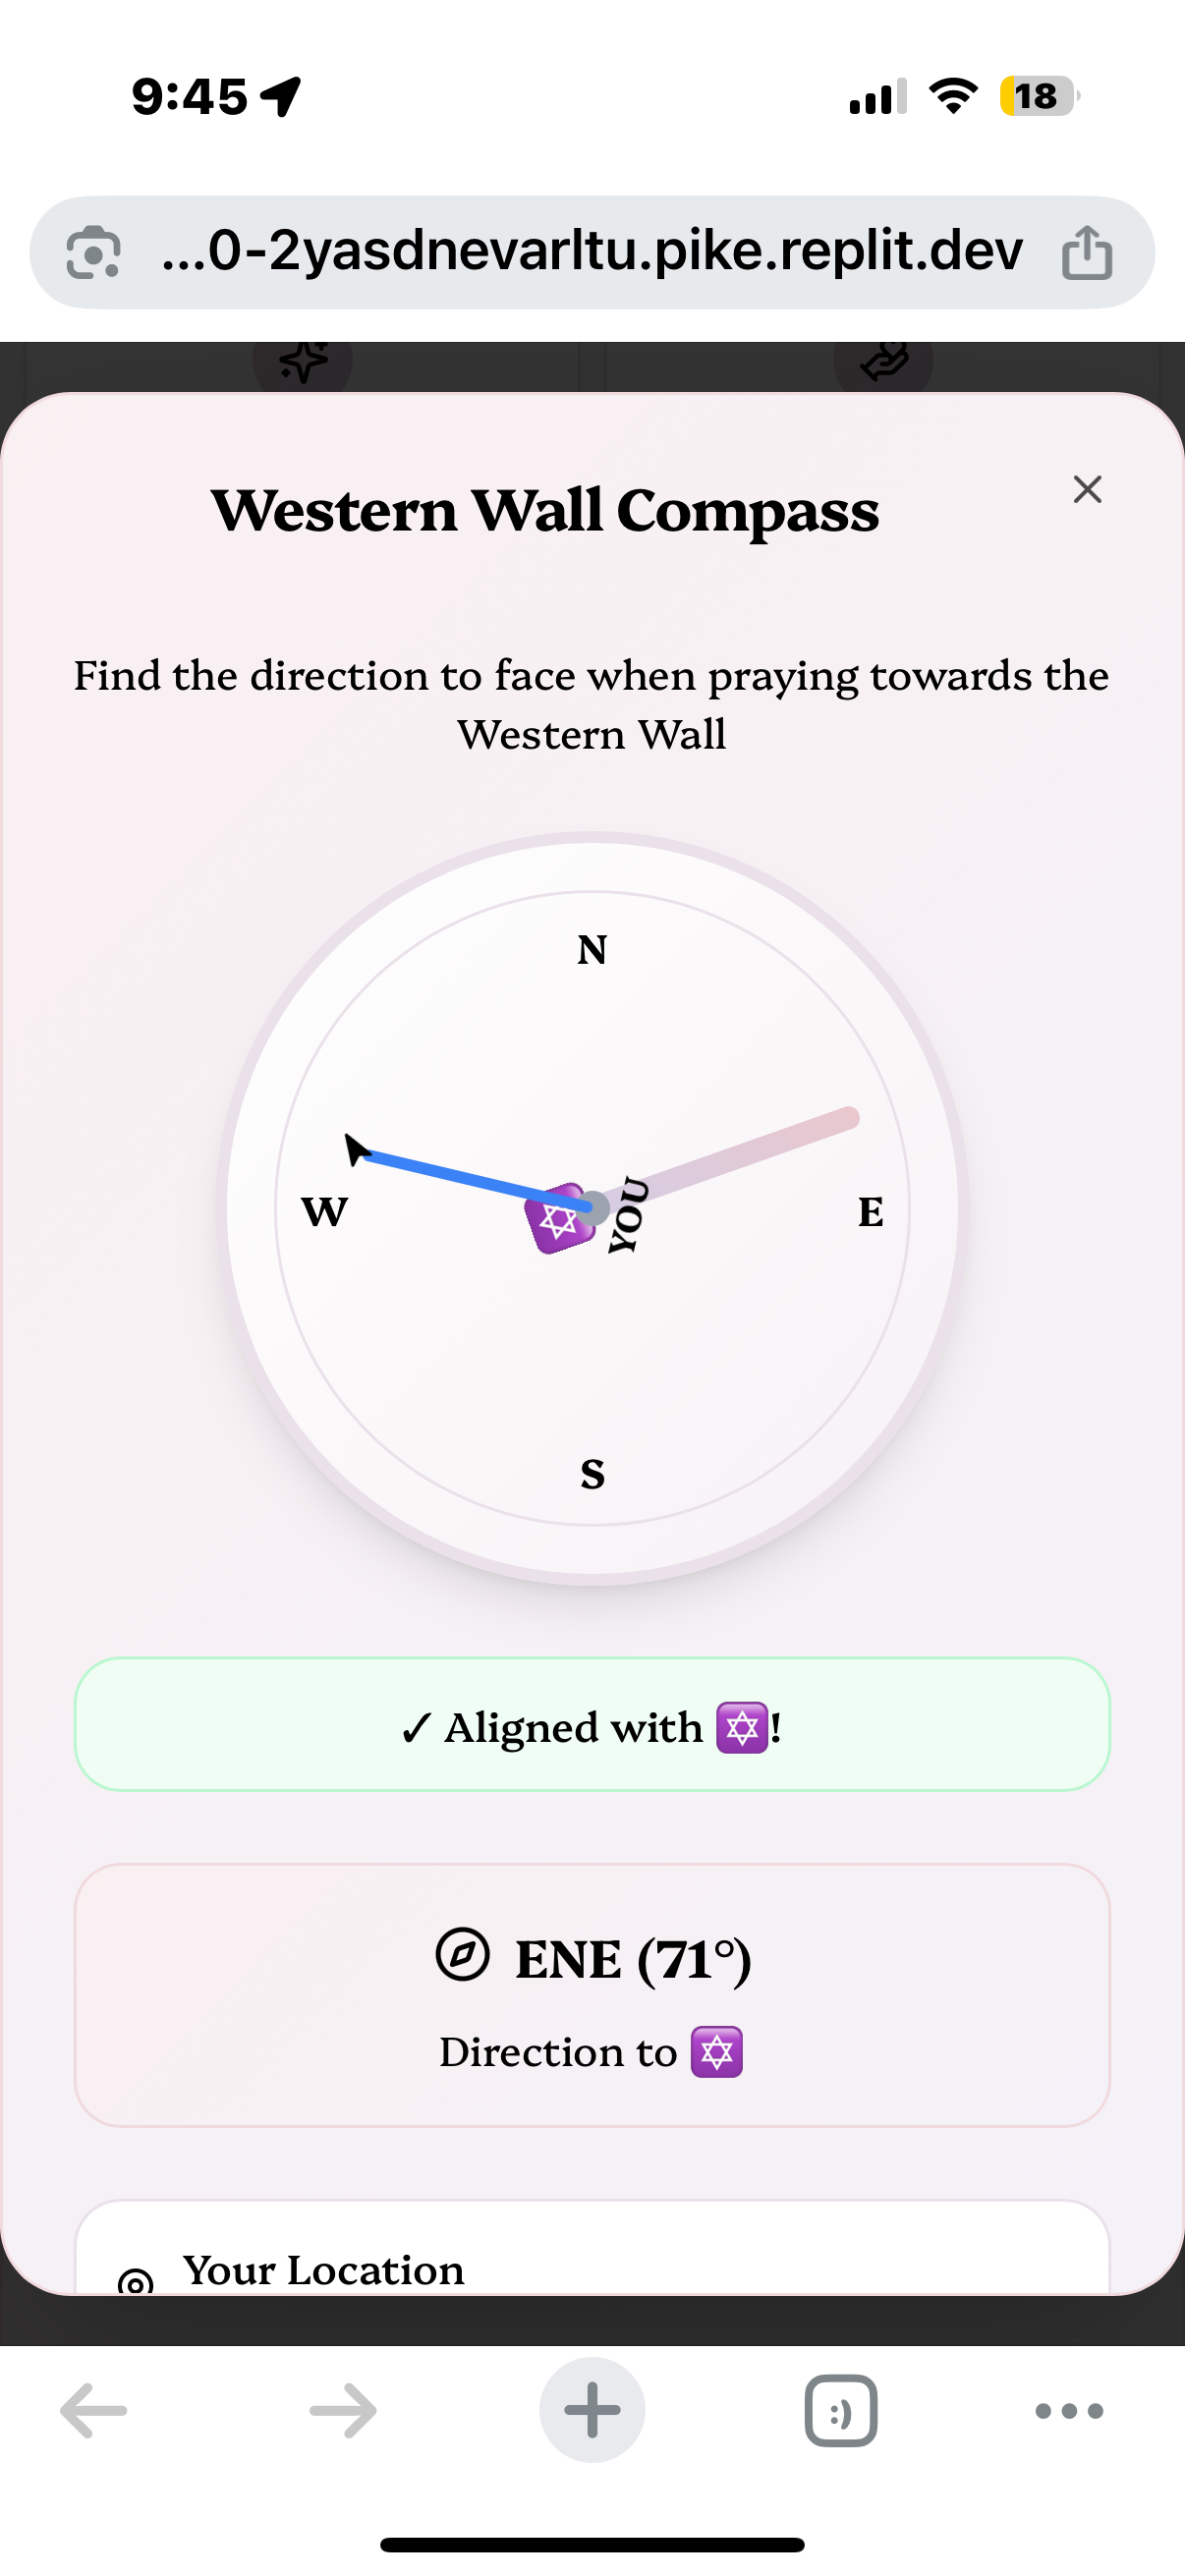 9:45
18
...0-2yasdnevarltu.pike.replit.dev
Western Wall Compass
Find the direction to face when praying towards the
Western Wall
N
W
YOU
E
S
✓ Aligned with 🔯!
ENE (71°)
Direction to 🔯
Your Location
:)